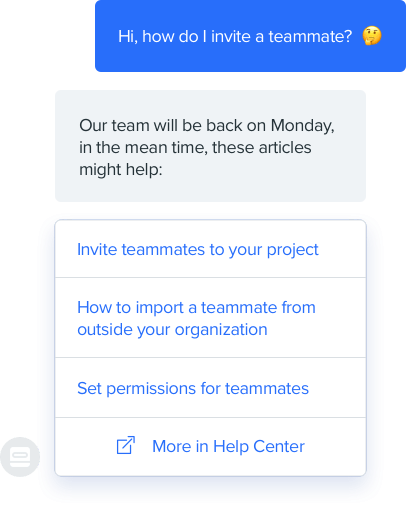 Hi, how do I invite a teammate? 🤔
Our team will be back on Monday,
in the mean time, these articles
might help:
Invite teammates to your project
How to import a teammate from
outside your organization
Set permissions for teammates
More in Help Center